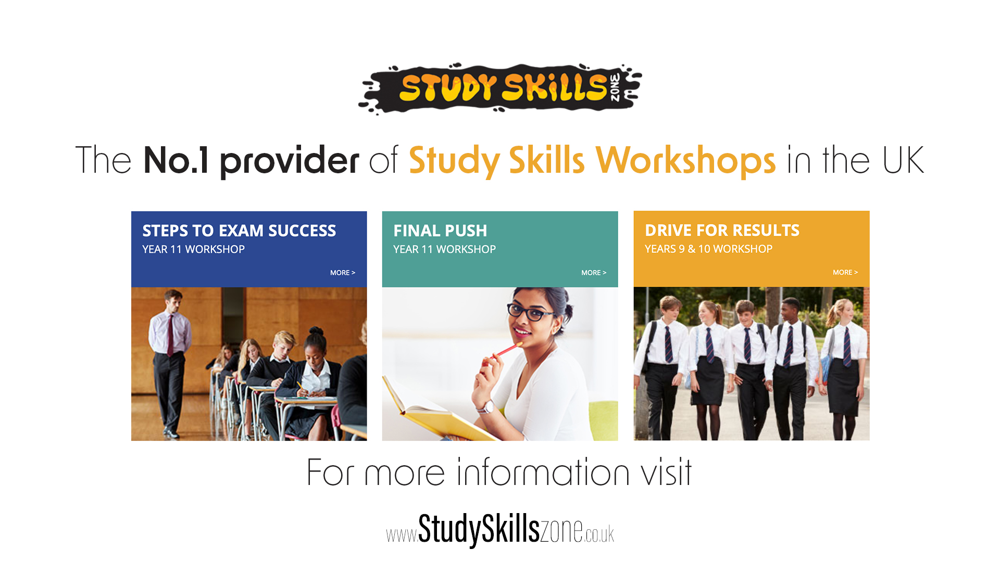 STUDY SKiLLS ZONE
The No.1 provider of Study Skills Workshops in the UK
STEPS TO EXAM SUCCESS
YEAR 11 WORKSHOP
MORE >
FINAL PUSH
YEAR 11 WORKSHOP
MORE >
DRIVE FOR RESULTS
YEARS 9 & 10 WORKSHOP
MORE >
For more information visit
www.StudySkillszone.co.uk